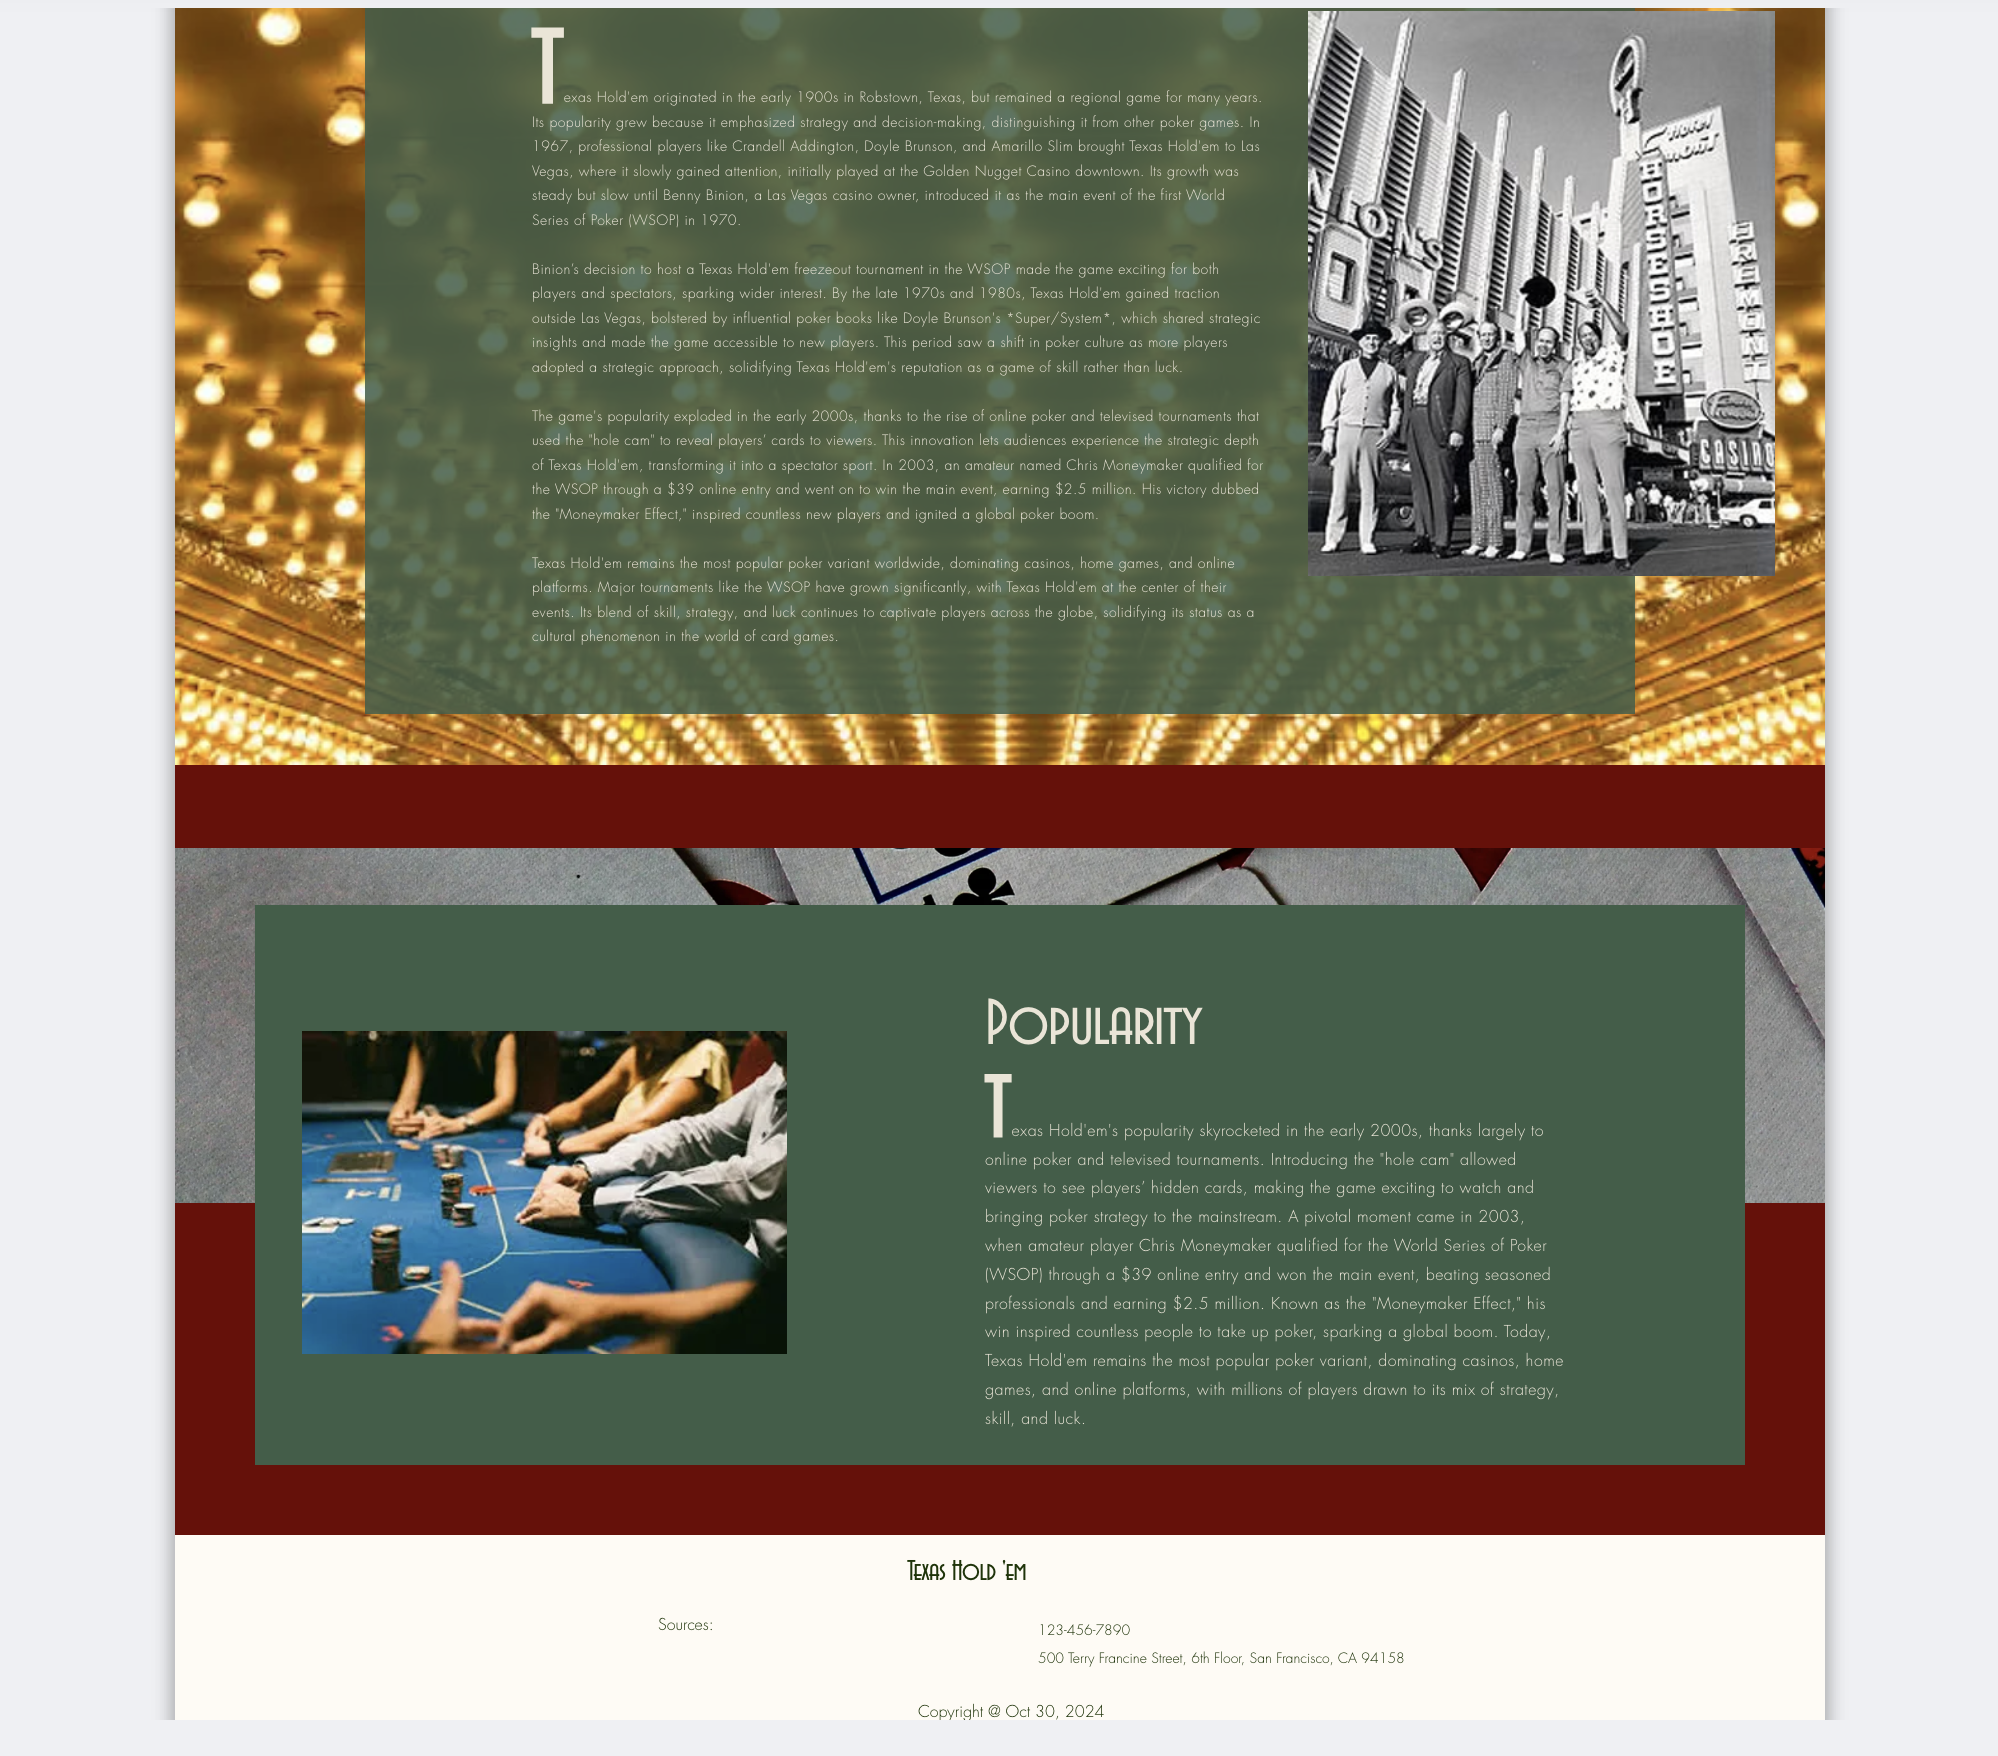 Texas Hold'em originated in the early 1900s in Robstown, Texas, but remained a regional game for many years.
Its popularity grew because it emphasized strategy and decision-making, distinguishing it from other poker games. In
1967, professional players like Crandell Addington, Doyle Brunson, and Amarillo Slim brought Texas Hold'em to Las
Vegas, where it slowly gained attention, initially played at the Golden Nugget Casino downtown. Its growth was
steady but slow until Benny Binion, a Las Vegas casino owner, introduced it as the main event of the first World
Series of Poker (WSOP) in 1970.
Binion's decision to host a Texas Hold'em freezeout tournament in the WSOP made the game exciting for both
players and spectators, sparking wider interest. By the late 1970s and 1980s, Texas Hold'em gained traction
outside Las Vegas, bolstered by influential poker books like Doyle Brunson's *Super/System*, which shared strategic
insights and made the game accessible to new players. This period saw a shift in poker culture as more players
adopted a strategic approach, solidifying Texas Hold'em's reputation as a game of skill rather than luck.
The game's popularity exploded in the early 2000s, thanks to the rise of online poker and televised tournaments that
used the "hole cam" to reveal players' cards to viewers. This innovation lets audiences experience the strategic depth
of Texas Hold'em, transforming it into a spectator sport. In 2003, an amateur named Chris Moneymaker qualified for
the WSOP through a $39 online entry and went on to win the main event, earning $2.5 million. His victory dubbed
the "Moneymaker Effect," inspired countless new players and ignited a global poker boom.
Texas Hold'em remains the most popular poker variant worldwide, dominating casinos, home games, and online
platforms. Major tournaments like the WSOP have grown significantly, with Texas Hold'em at the center of their
events. Its blend of skill, strategy, and luck continues to captivate players across the globe, solidifying its status as a
cultural phenomenon in the world of card games.
HORSESHOE
FREMONT
CASINO
Popularity
Texas Hold'em's popularity skyrocketed in the early 2000s, thanks largely to
online poker and televised tournaments. Introducing the "hole cam" allowed
viewers to see players' hidden cards, making the game exciting to watch and
bringing poker strategy to the mainstream. A pivotal moment came in 2003,
when amateur player Chris Moneymaker qualified for the World Series of Poker
(WSOP) through a $39 online entry and won the main event, beating seasoned
professionals and earning $2.5 million. Known as the "Moneymaker Effect," his
win inspired countless people to take up poker, sparking a global boom. Today,
Texas Hold'em remains the most popular poker variant, dominating casinos, home
games, and online platforms, with millions of players drawn to its mix of strategy,
skill, and luck.
Texas Hold 'em
Sources:
123-456-7890
500 Terry Francine Street, 6th Floor, San Francisco, CA 94158
Copyright @ Oct 30, 2024